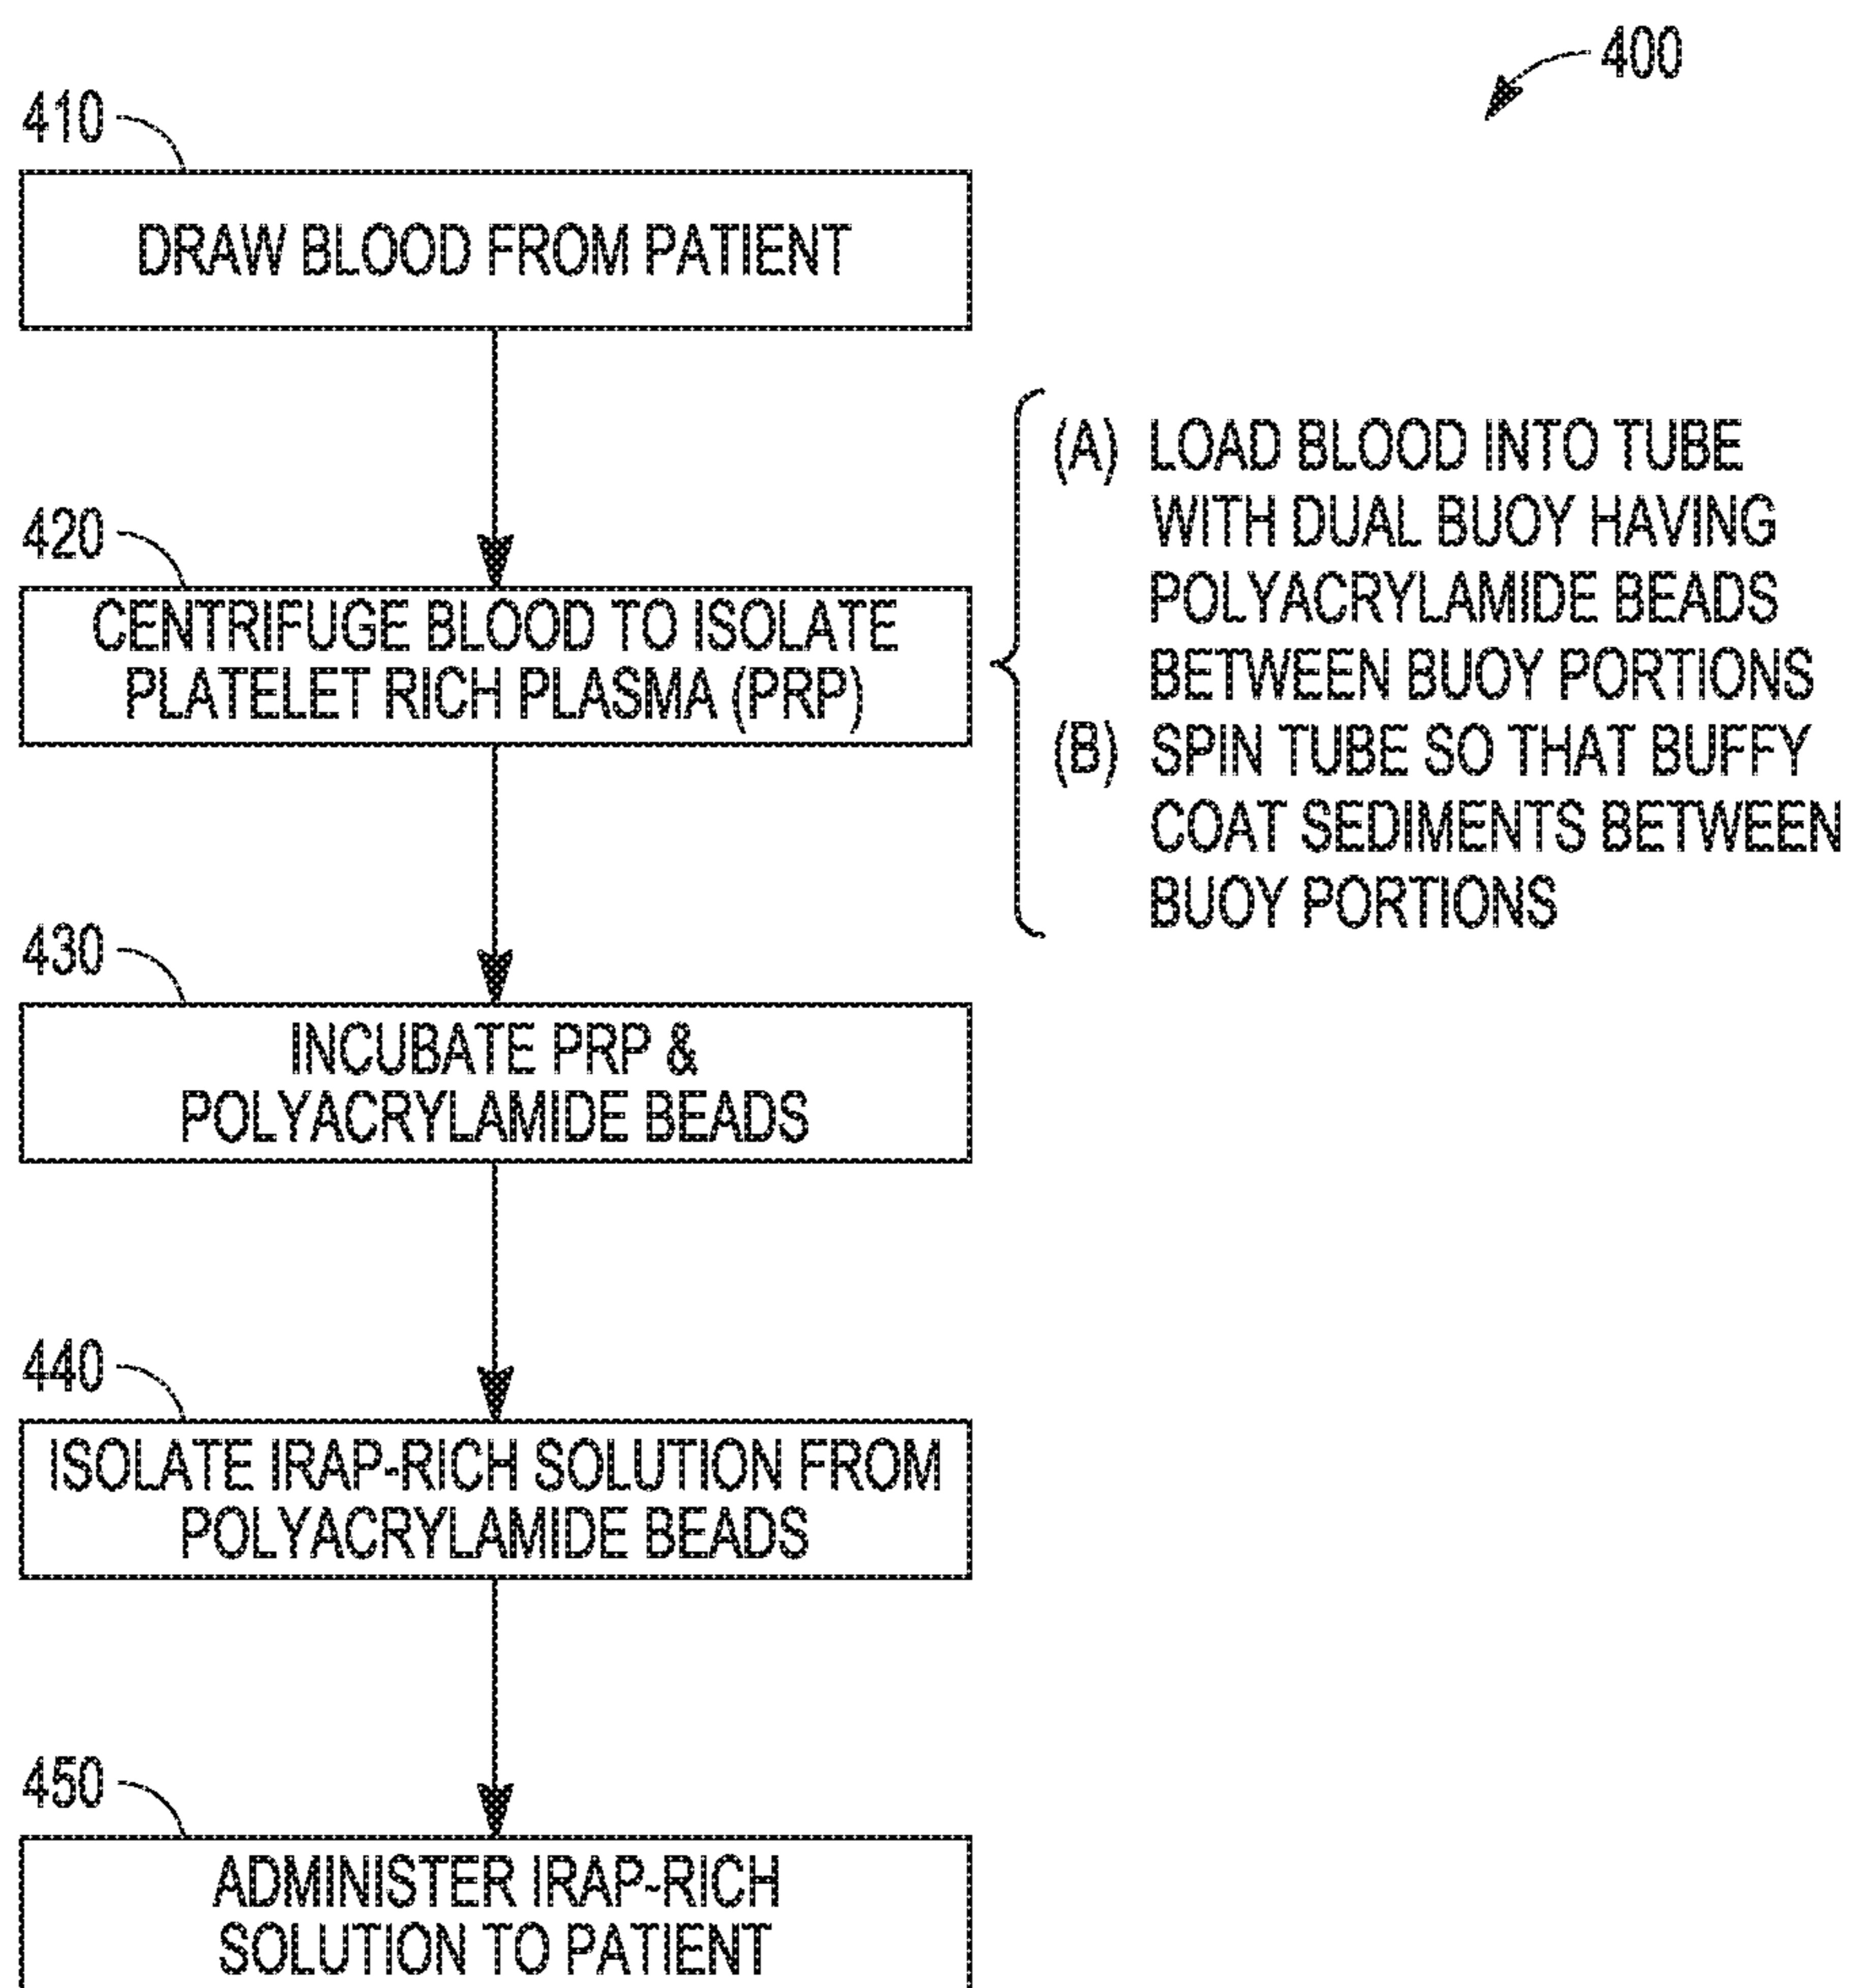 400
410
DRAW BLOOD FROM PATIENT
420
CENTRIFUGE BLOOD TO ISOLATE
PLATELET RICH PLASMA (PRP)
(A) LOAD BLOOD INTO TUBE
WITH DUAL BUOY HAVING
POLYACRYLAMIDE BEADS
BETWEEN BUOY PORTIONS
(B) SPIN TUBE SO THAT BUFFY
COAT SEDIMENTS BETWEEN
BUOY PORTIONS
430
INCUBATE PRP &
POLYACRYLAMIDE BEADS
440
ISOLATE IRAP-RICH SOLUTION FROM
POLYACRYLAMIDE BEADS
450
ADMINISTER IRAP-RICH
SOLUTION TO PATIENT